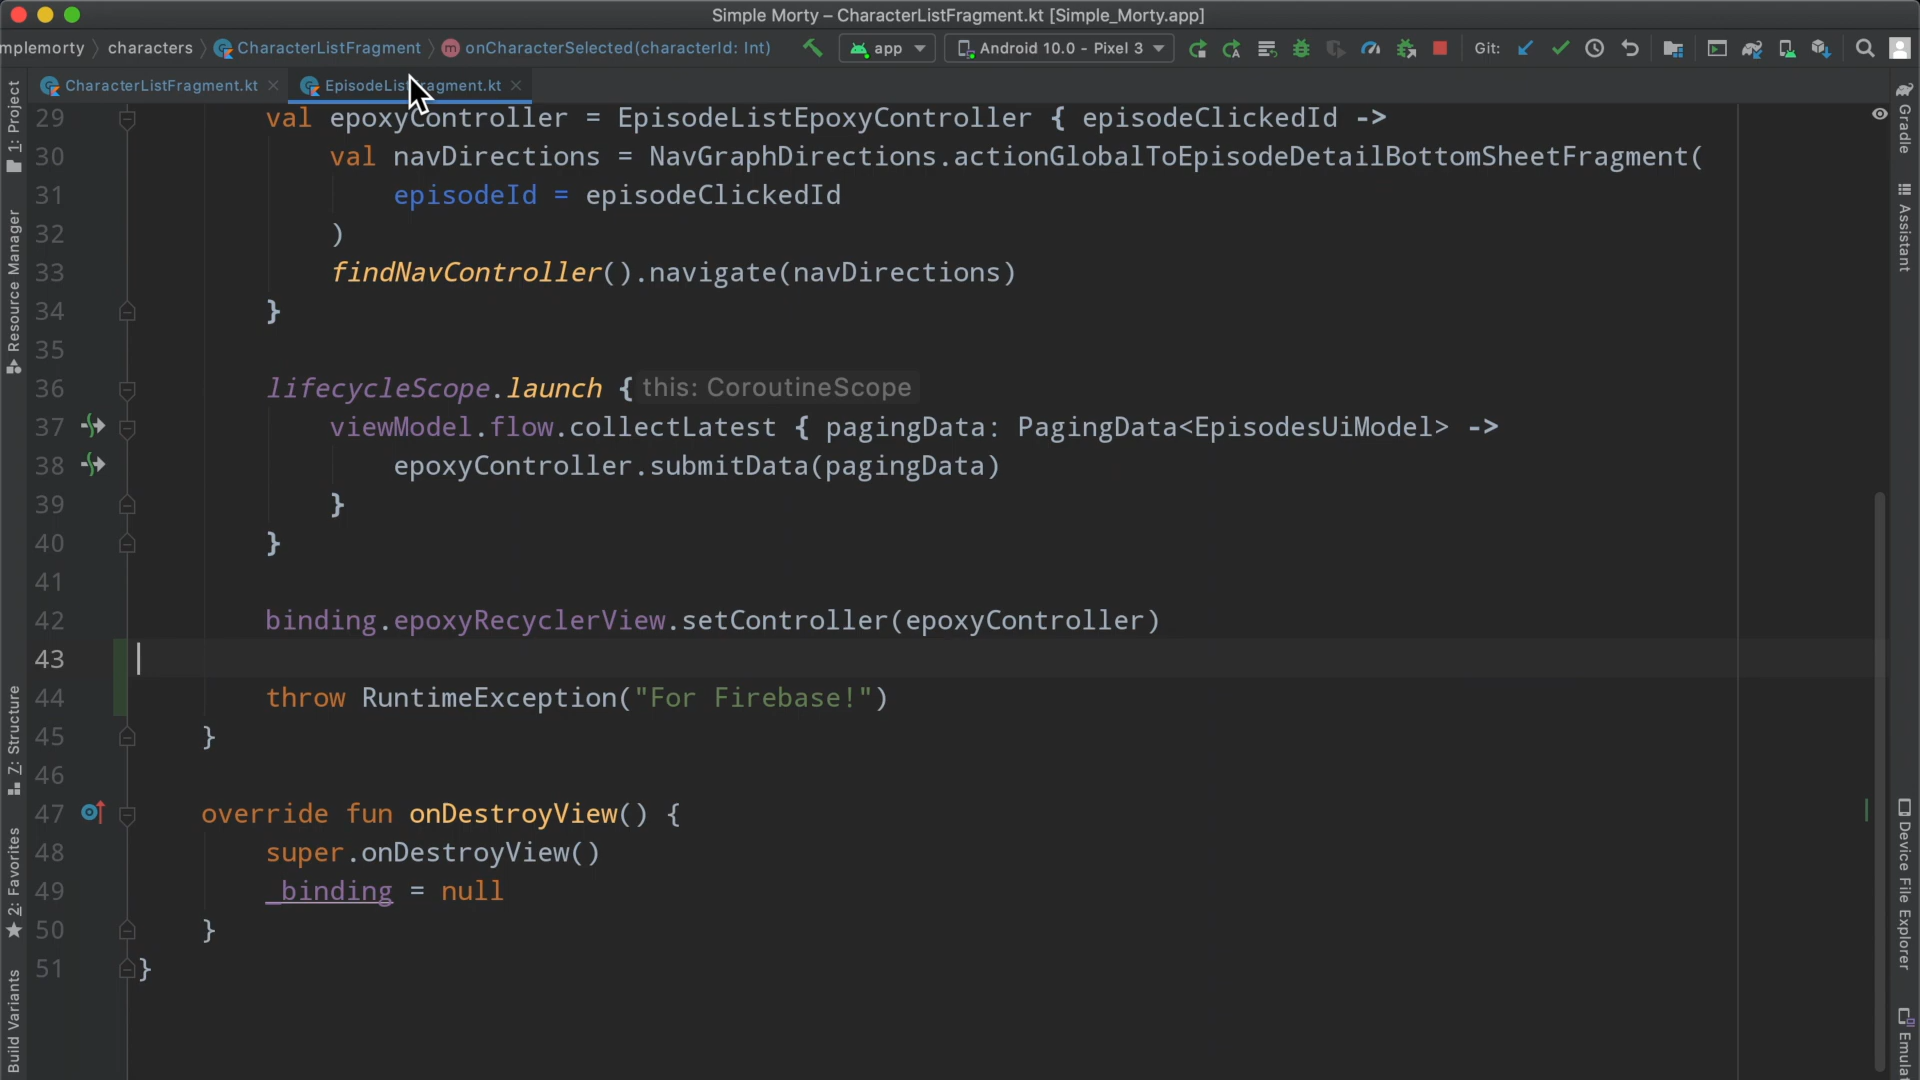 Simple Morty – CharacterListFragment.kt [Simple_Morty.app]
mplemorty characters CharacterListFragment onCharacterSelected(characterId: Int) app Android 10.0 - Pixel 3 Git:
CharacterListFragment.kt EpisodeListFragment.kt
1: Project
Resource Manager
Z: Structure
2: Favorites
Build Variants
29 val epoxyController = EpisodeListEpoxyController { episodeClickedId ->
30 val navDirections = NavGraphDirections.actionGlobalToEpisodeDetailBottomSheetFragment(
31 episodeId = episodeClickedId
32 )
33 findNavController().navigate(navDirections)
34 }
35
36 lifecycleScope.launch { this: CoroutineScope
37 viewModel.flow.collectLatest { pagingData: PagingData<EpisodesUiModel> ->
38 epoxyController.submitData(pagingData)
39 }
40 }
41
42 binding.epoxyRecyclerView.setController(epoxyController)
43
44 throw RuntimeException("For Firebase!")
45 }
46
47 override fun onDestroyView() {
48 super.onDestroyView()
49 _binding = null
50 }
51 }
Gradle
Assistant
Device File Explorer
Emulat